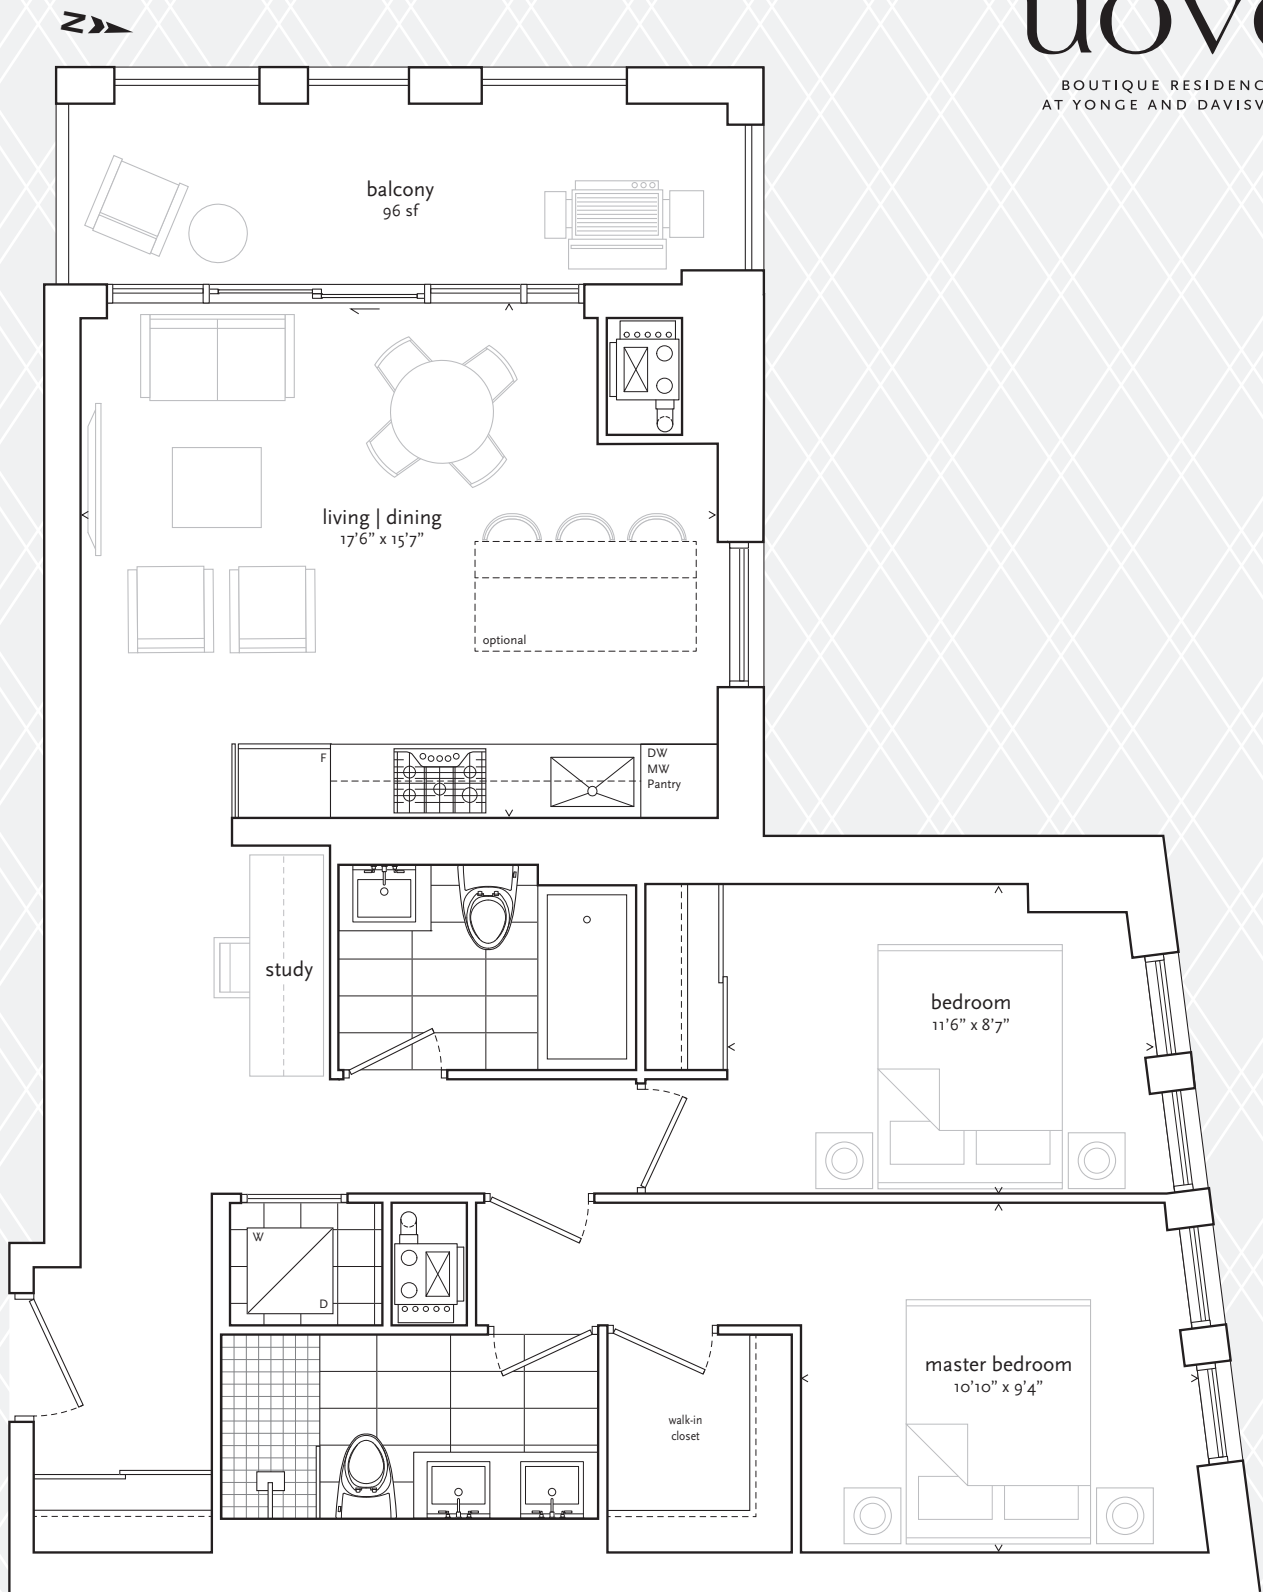 N
BOUTIQUE RESIDENC
AT YONGE AND DAVISV
balcony
96 sf
living | dining
17'6” x 15'7”
optional
F
DW
MW
Pantry
study
bedroom
11'6” x 8'7”
W
D
master bedroom
10'10” x 9'4”
walk-in
closet